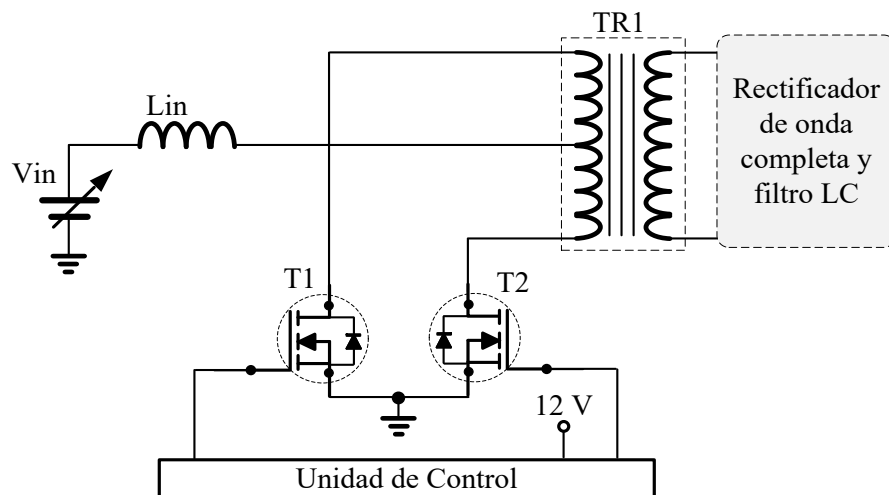 TR1
Lin
Vin
Rectificador
de onda
completa y
filtro LC
T1
T2
12 V
Unidad de Control